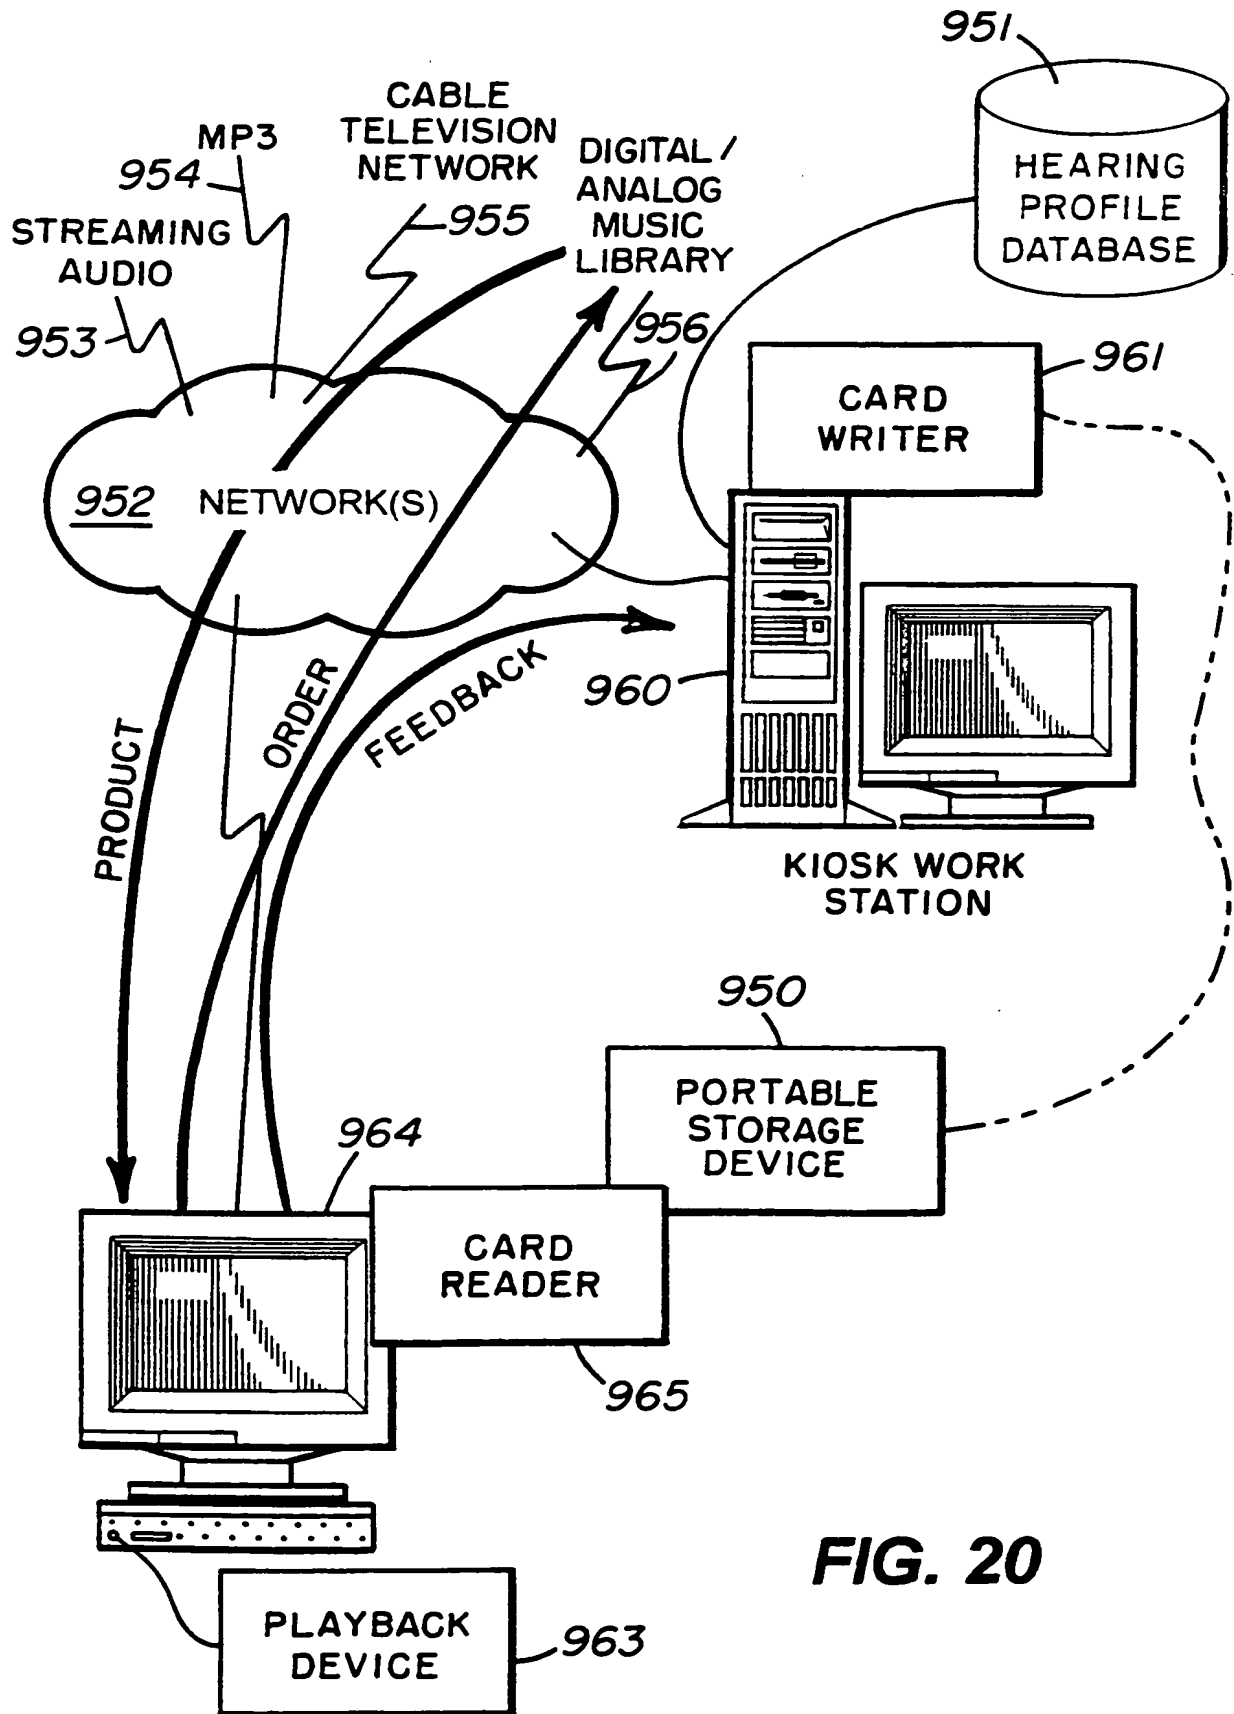 951
CABLE
TELEVISION
NETWORK
MP3
954
955
DIGITAL /
ANALOG
MUSIC
LIBRARY
HEARING
PROFILE
DATABASE
STREAMING
AUDIO
953
956
961
CARD
WRITER
952 NETWORK(S)
960
ORDER
FEEDBACK
PRODUCT
KIOSK WORK
STATION
950
PORTABLE
STORAGE
DEVICE
964
CARD
READER
965
FIG. 20
PLAYBACK
DEVICE
963